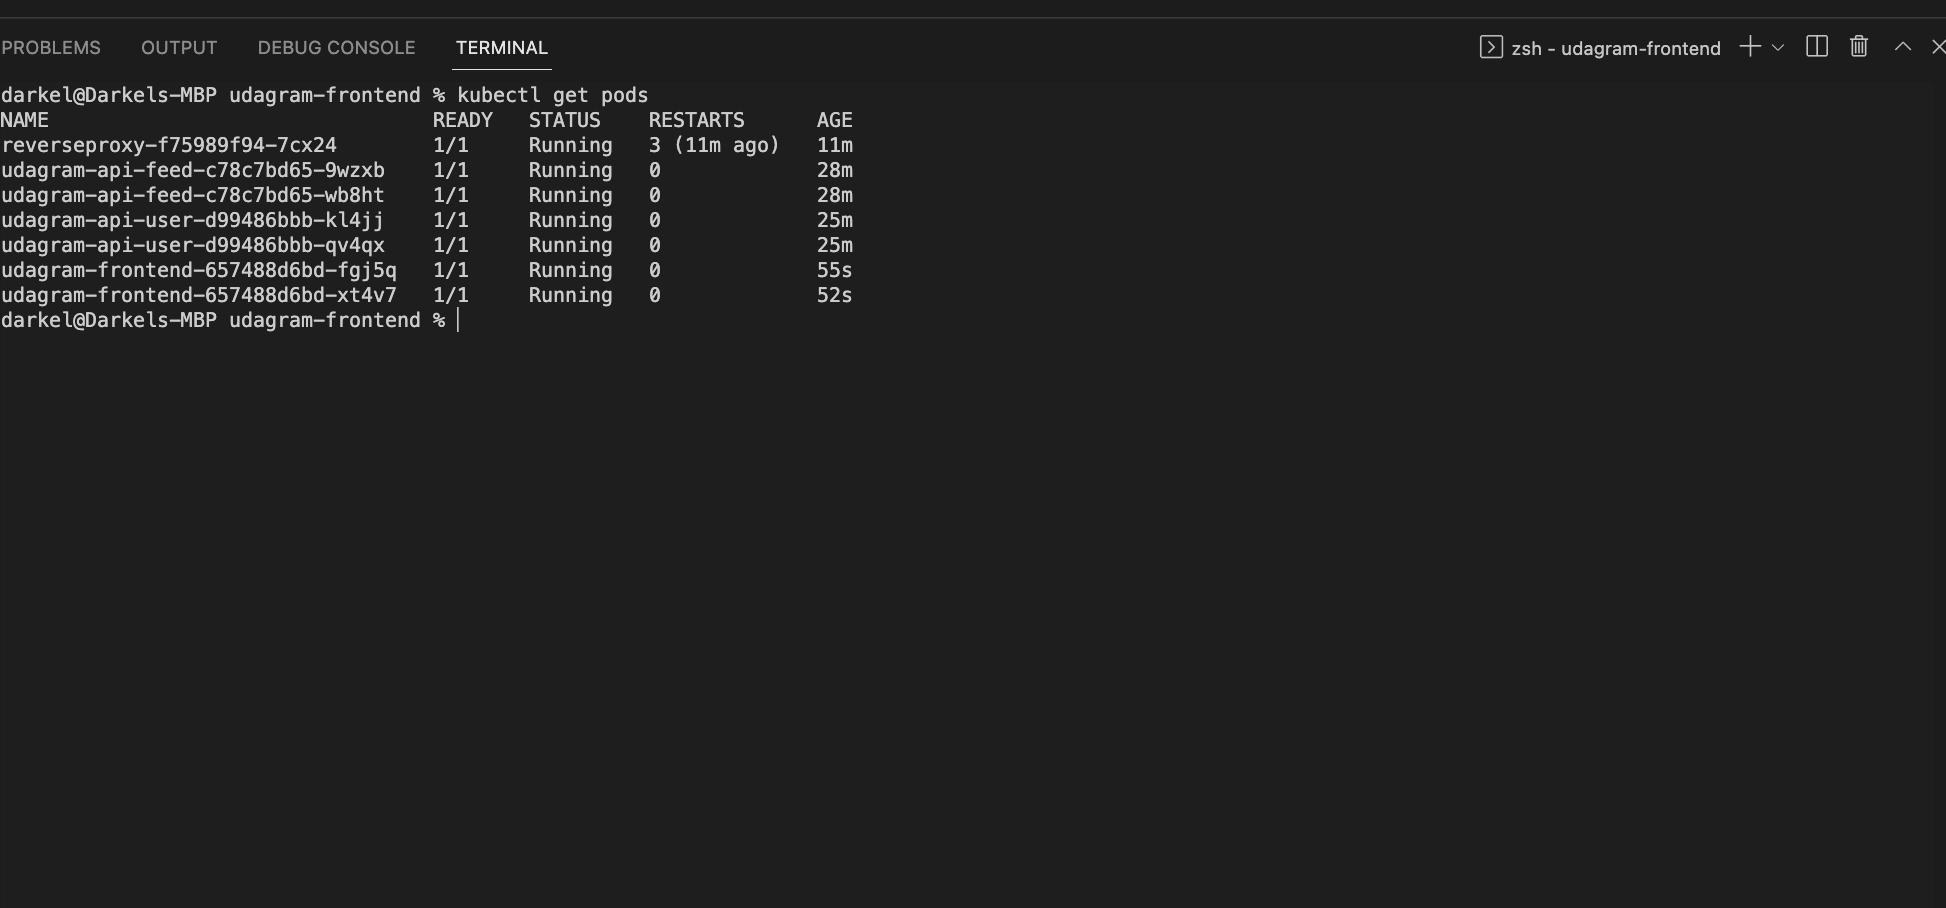 PROBLEMS OUTPUT DEBUG CONSOLE TERMINAL zsh - udagram-frontend
darkel@Darkels-MBP udagram-frontend % kubectl get pods
NAME READY STATUS RESTARTS AGE
reverseproxy-f75989f94-7cx24 1/1 Running 3 (11m ago) 11m
udagram-api-feed-c78c7bd65-9wzxb 1/1 Running 0 28m
udagram-api-feed-c78c7bd65-wb8ht 1/1 Running 0 28m
udagram-api-user-d99486bbb-kl4jj 1/1 Running 0 25m
udagram-api-user-d99486bbb-qv4qx 1/1 Running 0 25m
udagram-frontend-657488d6bd-fgj5q 1/1 Running 0 55s
udagram-frontend-657488d6bd-xt4v7 1/1 Running 0 52s
darkel@Darkels-MBP udagram-frontend %